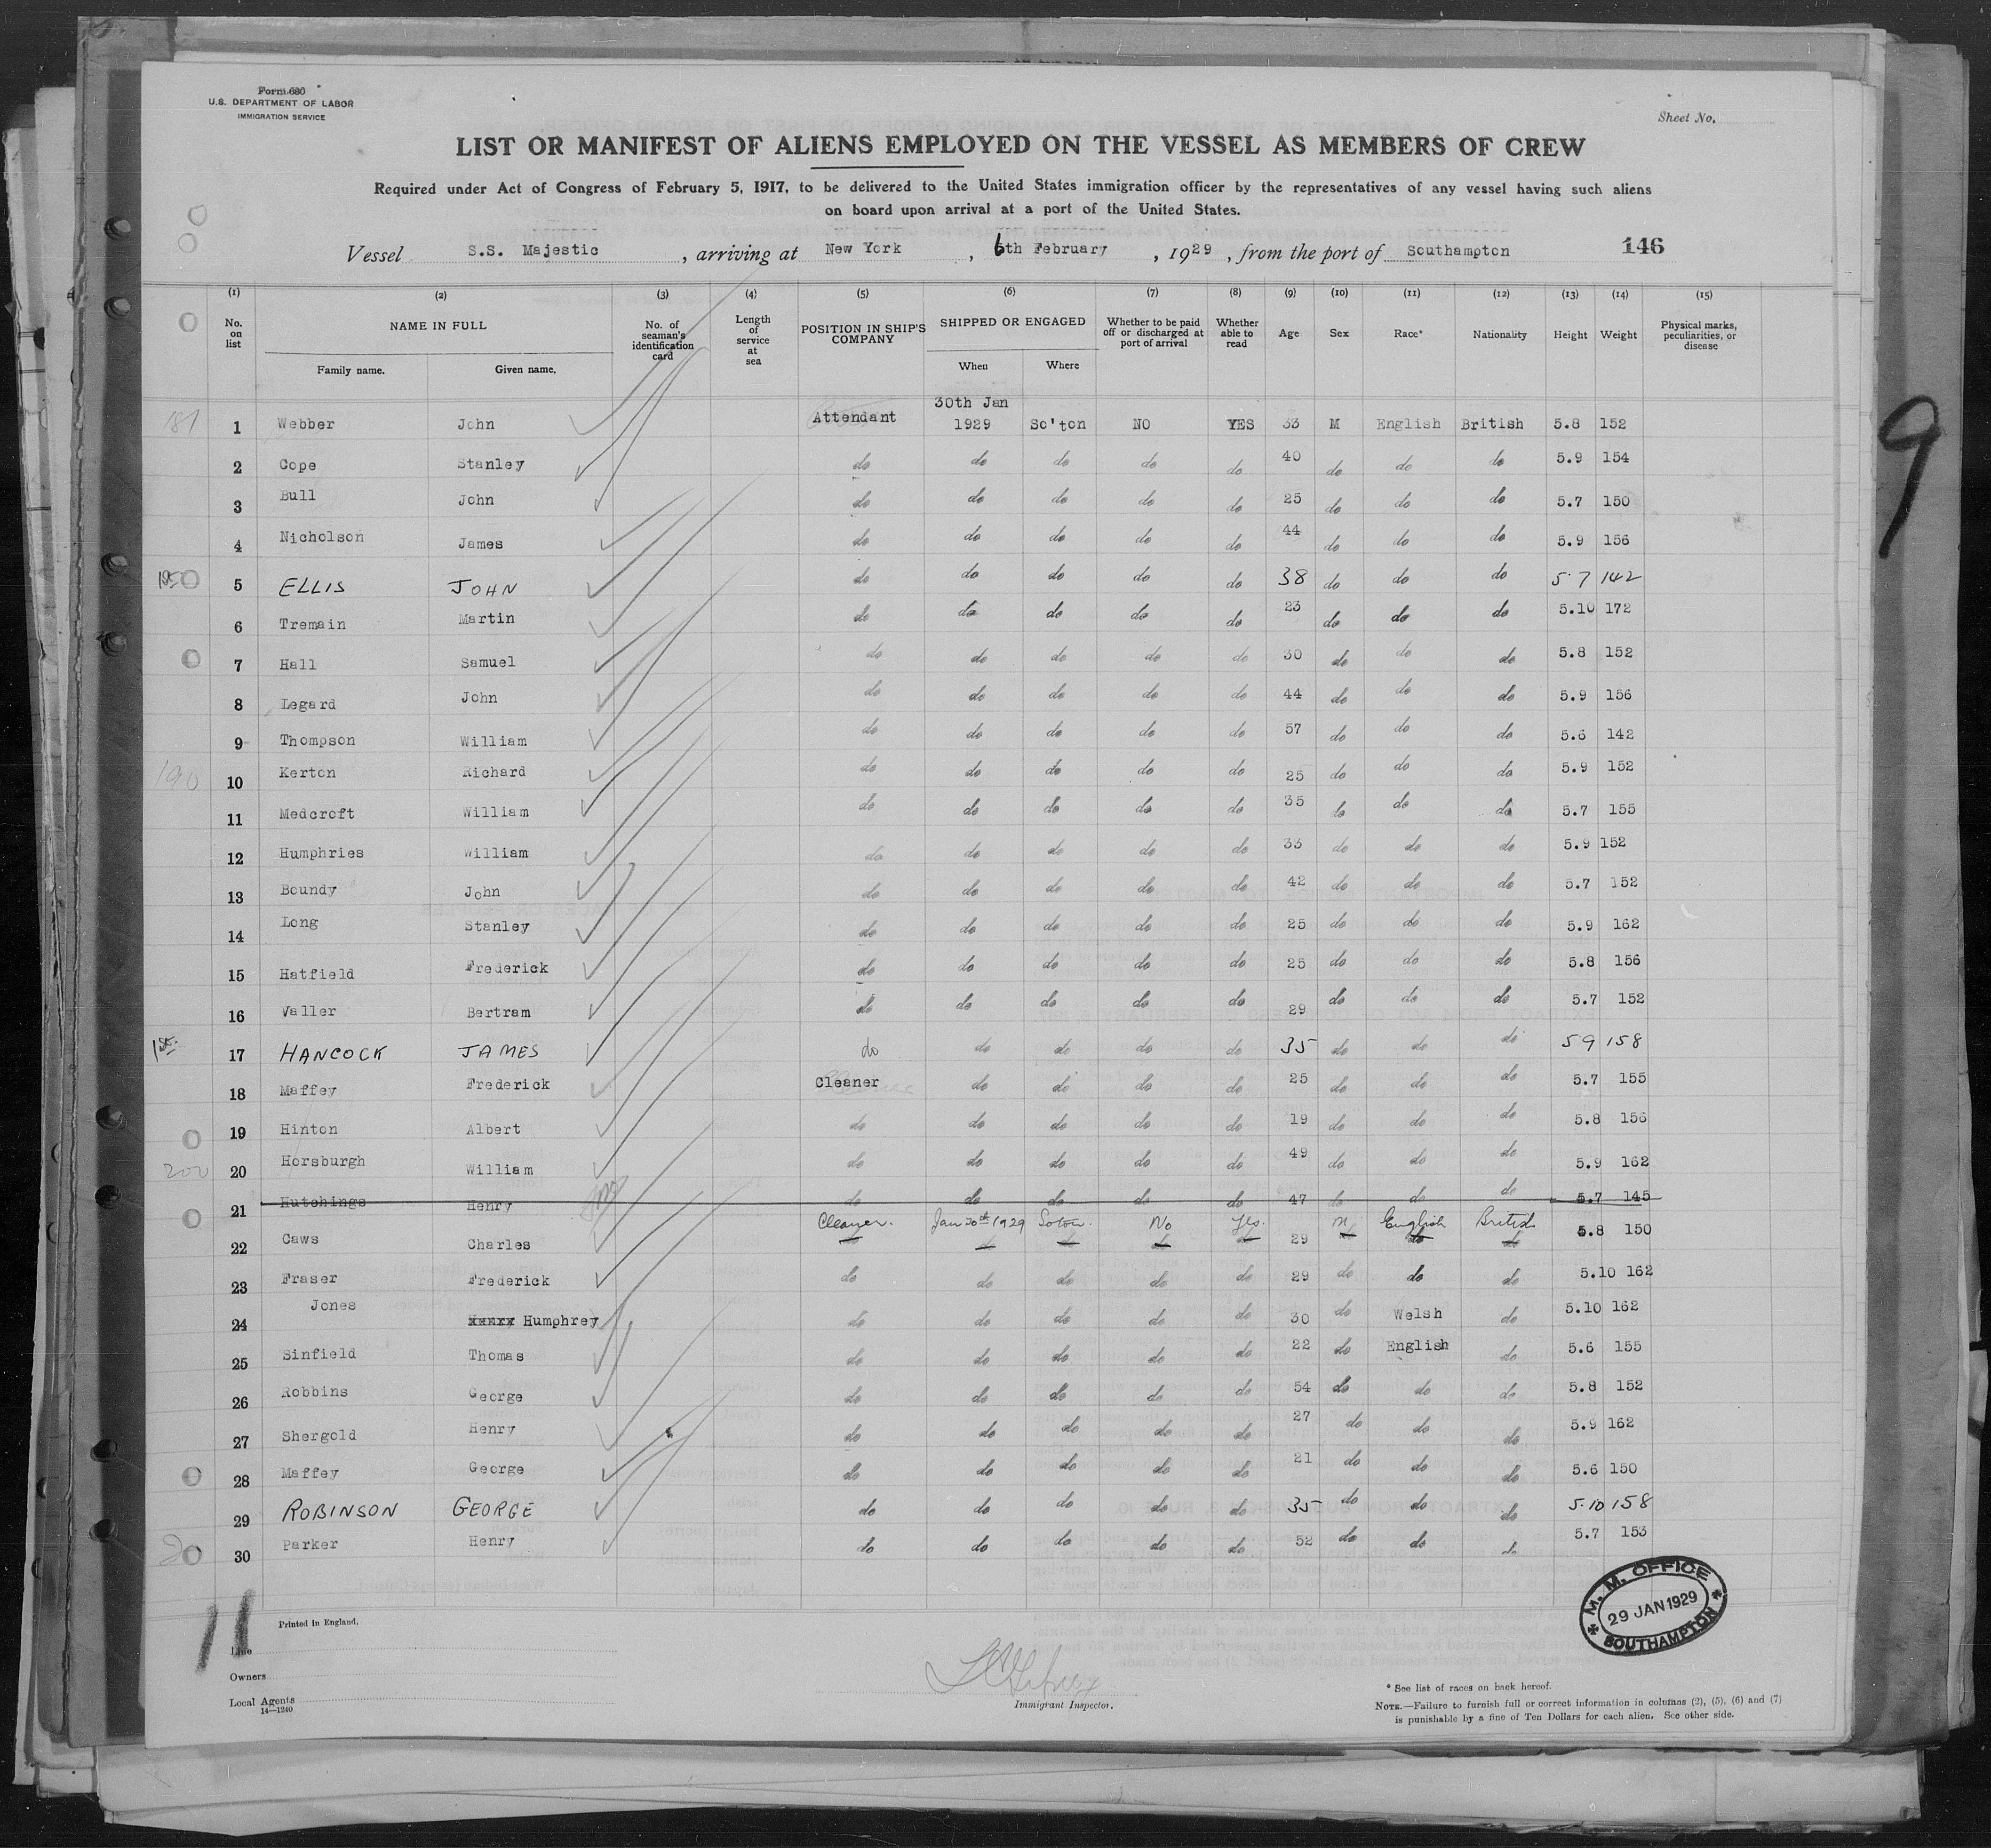 Form 680
U.S. DEPARTMENT OF LABOR
IMMIGRATION SERVICE
Sheet No.
LIST OR MANIFEST OF ALIENS EMPLOYED ON THE VESSEL AS MEMBERS OF CREW
Required under Act of Congress of February 5, 1917, to be delivered to the United States immigration officer by the representatives of any vessel having such aliens
on board upon arrival at a port of the United States.
Vessel S.S. Majestic, arriving at New York, 6th February, 1929, from the port of Southampton 146
(1) (2) (3) (4) (5) (6) (7) (8) (9) (10) (11) (12) (13) (14) (15)
No. on list NAME IN FULL Family name. Given name. No. of seaman's identification card Length of service at sea POSITION IN SHIP'S COMPANY SHIPPED OR ENGAGED When Where Whether to be paid off or discharged at port of arrival Whether able to read Age Sex Race* Nationality Height Weight Physical marks, peculiarities, or disease
9
181 1 Webber John Attendant 30th Jan 1929 So'ton NO YES 33 M English British 5.8 152
2 Cope Stanley do do do do do 40 do do do 5.9 154
3 Bull John do do do do do 25 do do do 5.7 150
4 Nicholson James do do do do do 44 do do do 5.9 156
5 ELLIS JOHN do do do do do 38 do do do 5.7 142
6 Tremain Martin do do do do do 23 do do do 5.10 172
7 Hall Samuel do do do do do 30 do do do 5.8 152
8 Legard John do do do do do 44 do do do 5.9 156
9 Thompson William do do do do do 57 do do do 5.6 142
190 10 Kerton Richard do do do do do 25 do do do 5.9 152
11 Medcroft William do do do do do 35 do do do 5.7 155
12 Humphries William do do do do do 33 do do do 5.9 152
13 Boundy John do do do do do 42 do do do 5.7 152
14 Long Stanley do do do do do 25 do do do 5.9 162
15 Hatfield Frederick do do do do do 25 do do do 5.8 156
16 Valler Bertram do do do do do 29 do do do 5.7 152
1st. 17 HANCOCK JAMES do do do do do 35 do do do 5 9 158
18 Maffey Frederick Cleaner do do do do 25 do do do 5.7 155
19 Hinton Albert do do do do do 19 do do do 5.8 156
200 20 Horsburgh William do do do do do 49 do do do 5.9 162
21 Hutchings Henry do do do do do 47 do do do 5.7 145
Cleaner. Jan 30th 1929 Soton. No Yes. M English British
22 Caws Charles do do do do do 29 do do do 5.8 150
23 Fraser Frederick do do do do do 29 do do do 5.10 162
24 Jones xxxxx Humphrey do do do do do 30 do Welsh do 5.10 162
25 Sinfield Thomas do do do do do 22 do English do 5.6 155
26 Robbins George do do do do do 54 do do do 5.8 152
27 Shergold Henry do do do do do 27 do do do 5.9 162
28 Maffey George do do do do do 21 do do do 5.6 150
29 ROBINSON GEORGE do do do do do 35 do do do 5.10 158
30 Parker Henry do do do do do 52 do do do 5.7 153
M. M. OFFICE
29 JAN 1929
SOUTHAMPTON
11
Printed in England.
Line
Owners
Local Agents
14—1240
Immigrant Inspector.
* See list of races on back hereof.
NOTE.—Failure to furnish full or correct information in columns (2), (5), (6) and (7)
is punishable by a fine of Ten Dollars for each alien. See other side.